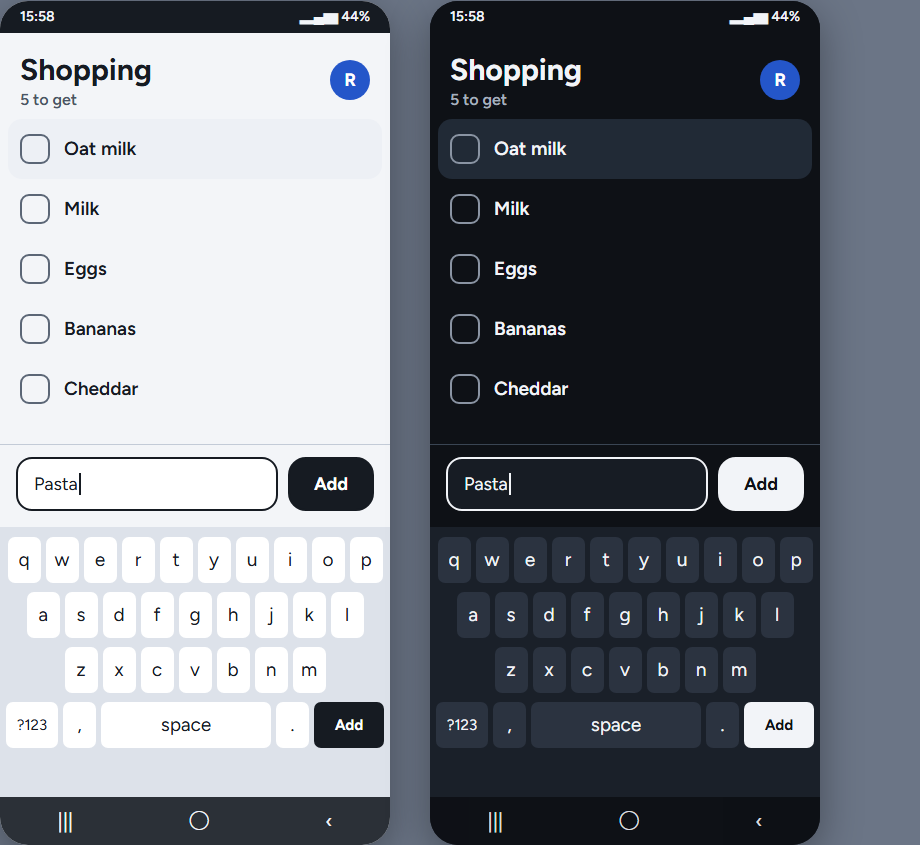 15:58 44%
Shopping
5 to get
R
Oat milk
Milk
Eggs
Bananas
Cheddar
Pasta
Add
q w e r t y u i o p
a s d f g h j k l
z x c v b n m
?123 , space . Add
15:58 44%
Shopping
5 to get
R
Oat milk
Milk
Eggs
Bananas
Cheddar
Pasta
Add
q w e r t y u i o p
a s d f g h j k l
z x c v b n m
?123 , space . Add